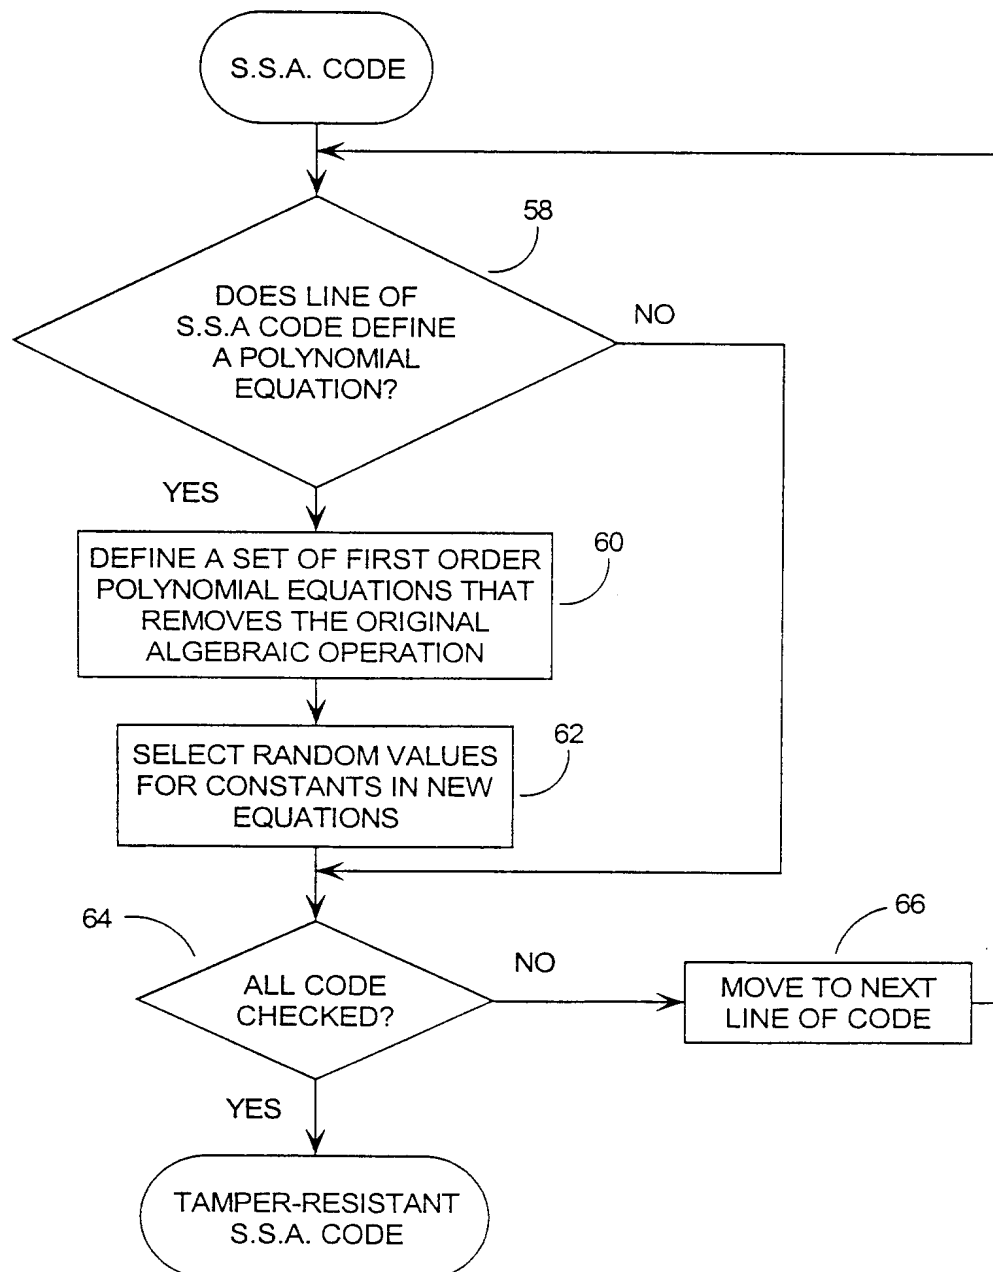 S.S.A. CODE
58
DOES LINE OF
S.S.A CODE DEFINE
A POLYNOMIAL
EQUATION?
NO
YES
DEFINE A SET OF FIRST ORDER
POLYNOMIAL EQUATIONS THAT
REMOVES THE ORIGINAL
ALGEBRAIC OPERATION
60
SELECT RANDOM VALUES
FOR CONSTANTS IN NEW
EQUATIONS
62
64
ALL CODE
CHECKED?
NO
66
MOVE TO NEXT
LINE OF CODE
YES
TAMPER-RESISTANT
S.S.A. CODE